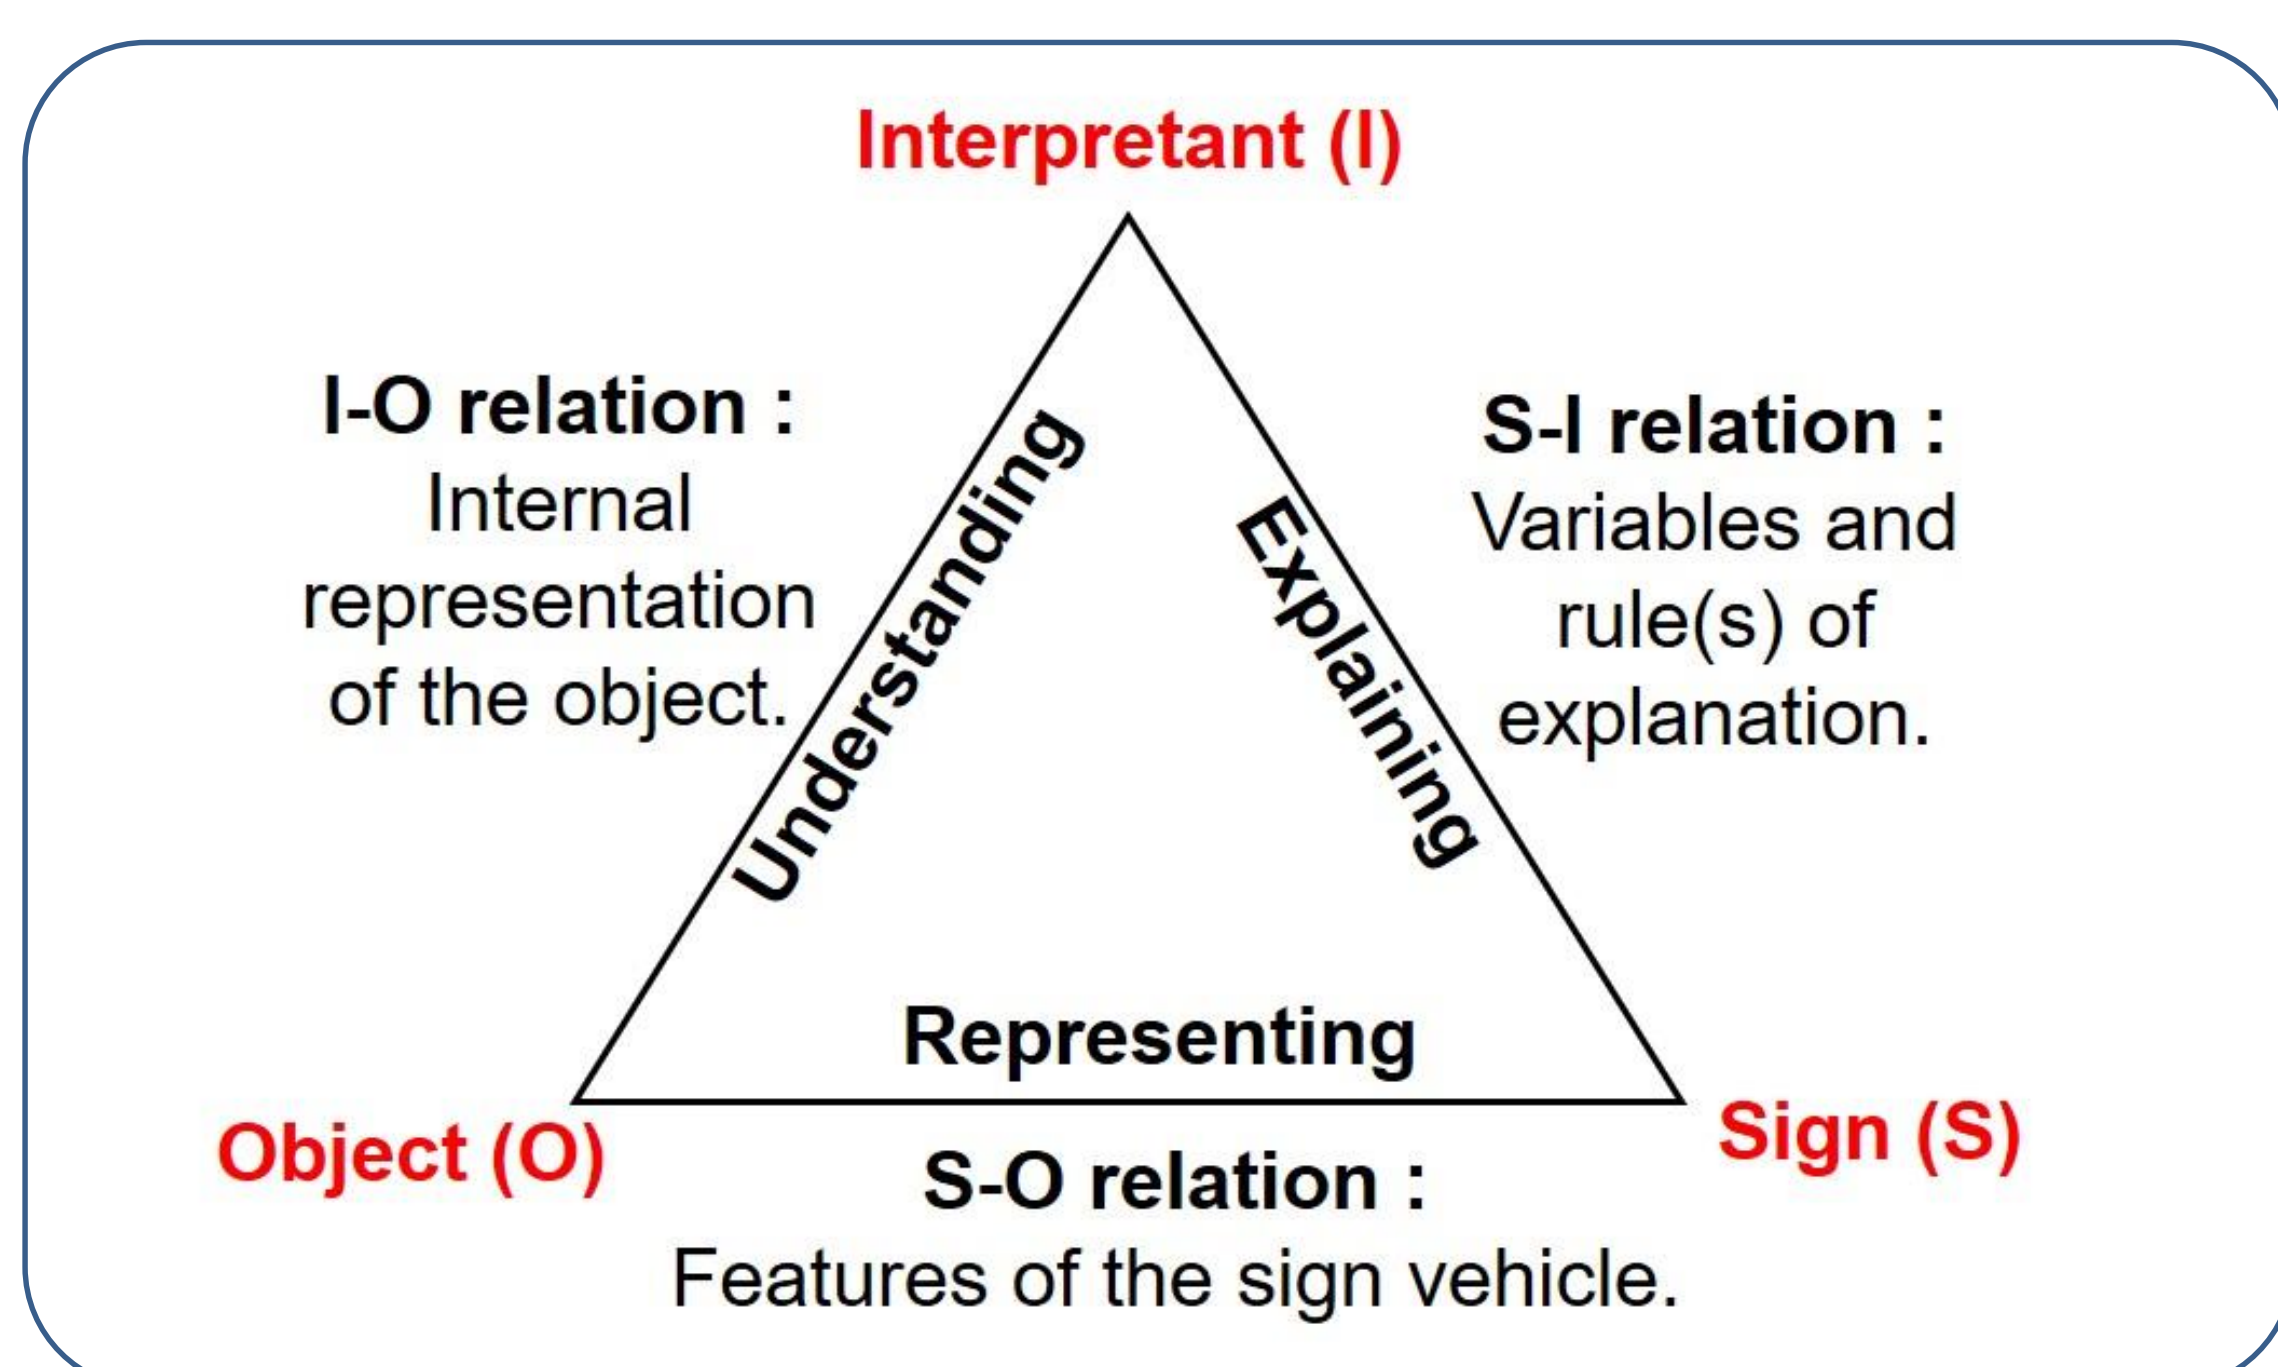 Interpretant (I)
I-O relation :
Internal
representation
of the object.
Understanding
Explaining
S-I relation :
Variables and
rule(s) of
explanation.
Representing
Object (O)
Sign (S)
S-O relation :
Features of the sign vehicle.